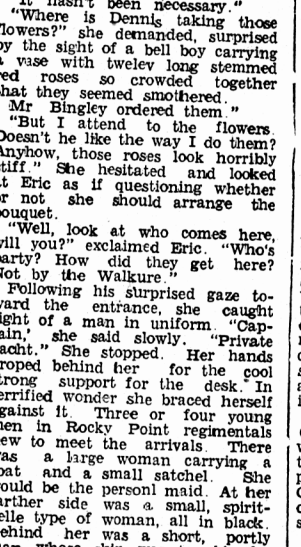 It hasn't been necessary."
"Where is Dennis taking those
flowers?" she demanded, surprised
by the sight of a bell boy carrying
a vase with twelev long stemmed
red roses so crowded together
that they seemed smothered.
"Mr Bingley ordered them."
"But I attend to the flowers.
Doesn't he like the way I do them?
Anyhow, those roses look horribly
stiff." She hesitated and looked
at Eric as if questioning whether
or not she should arrange the
bouquet.
"Well, look at who comes here,
will you?" exclaimed Eric. "Who's
party? How did they get here?
Not by the Walkure."
Following his surprised gaze to-
ward the entrance, she caught
sight of a man in uniform. "Cap-
tain,' she said slowly. "Private
yacht." She stopped. Her hands
groped behind her for the cool
strong support for the desk. In
terrified wonder she braced herself
against it. Three or four young
men in Rocky Point regimentals
flew to meet the arrivals. There
was a large woman carrying a
coat and a small satchel. She
would be the personl maid. At her
farther side was a small, spirit-
elle type of woman, all in black.
Behind her was a short, portly